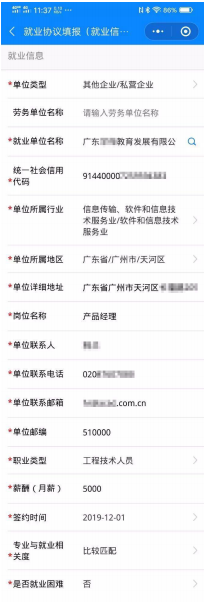 11:37
86%
就业协议填报（就业信···
就业信息
*单位类型 其他企业/私营企业
劳务单位名称 请输入劳务单位名称
*就业单位名称 广东 教育发展有限公
统一社会信用
*代码 91440000
*单位所属行业 信息传输、软件和信息技
术服务业/软件和信息技术
服务业
*单位所属地区 广东省/广州市/天河区
*单位详细地址 广东省广州市天河区
*岗位名称 产品经理
*单位联系人
*单位联系电话 020
*单位联系邮箱 .com.cn
*单位邮编 510000
*职业类型 工程技术人员
*薪酬（月薪） 5000
*签约时间 2019-12-01
专业与就业相
*关度 比较匹配
*是否就业困难 否